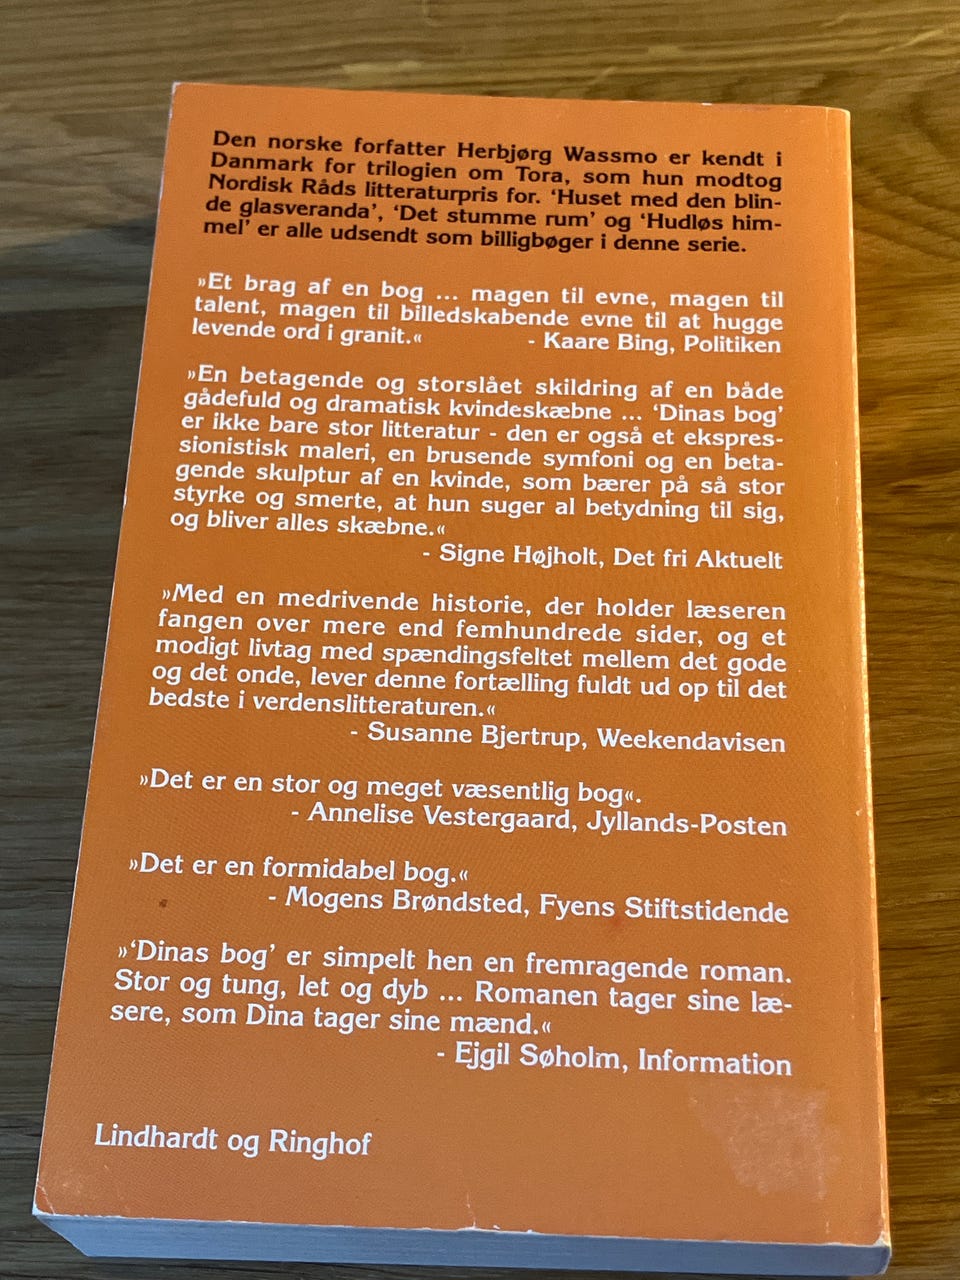 Den norske forfatter Herbjørg Wassmo er kendt i
Danmark for trilogien om Tora, som hun modtog
Nordisk Råds litteraturpris for. ‘Huset med den blin-
de glasveranda’, ‘Det stumme rum’ og ‘Hudløs him-
mel’ er alle udsendt som billigbøger i denne serie.
»Et brag af en bog ... magen til evne, magen til
talent, magen til billedskabende evne til at hugge
levende ord i granit.«
- Kaare Bing, Politiken
»En betagende og storslået skildring af en både
gådefuld og dramatisk kvindeskæbne ... ‘Dinas bog’
er ikke bare stor litteratur - den er også et ekspres-
sionistisk maleri, en brusende symfoni og en beta-
gende skulptur af en kvinde, som bærer på så stor
styrke og smerte, at hun suger al betydning til sig,
og bliver alles skæbne.«
- Signe Højholt, Det fri Aktuelt
»Med en medrivende historie, der holder læseren
fangen over mere end femhundrede sider, og et
modigt livtag med spændingsfeltet mellem det gode
og det onde, lever denne fortælling fuldt ud op til det
bedste i verdenslitteraturen.«
- Susanne Bjertrup, Weekendavisen
»Det er en stor og meget væsentlig bog«.
- Annelise Vestergaard, Jyllands-Posten
»Det er en formidabel bog.«
- Mogens Brøndsted, Fyens Stiftstidende
»‘Dinas bog’ er simpelt hen en fremragende roman.
Stor og tung, let og dyb ... Romanen tager sine læ-
sere, som Dina tager sine mænd.«
- Ejgil Søholm, Information
Lindhardt og Ringhof